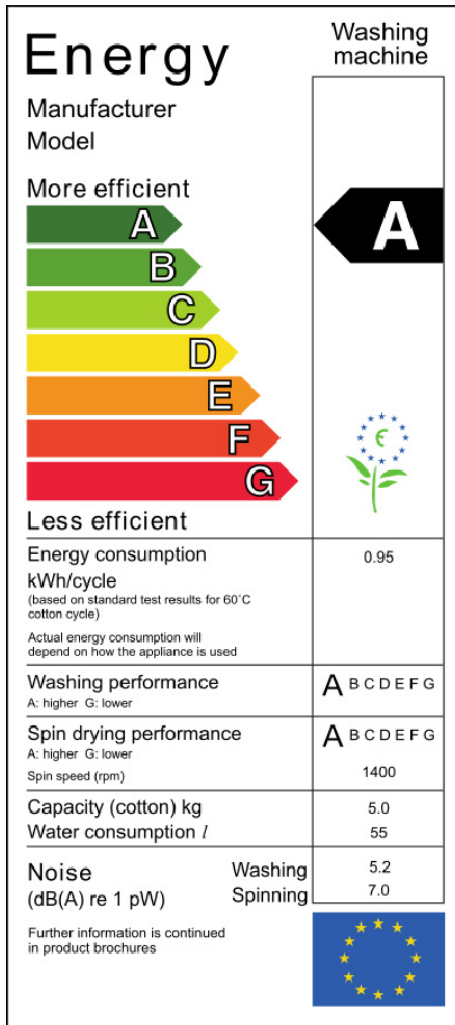 Energy
Washing
machine
Manufacturer
Model
More efficient
A
A
B
C
D
E
F
G
Less efficient
Energy consumption
0.95
kWh/cycle
(based on standard test results for 60°C
cotton cycle)
Actual energy consumption will
depend on how the appliance is used
Washing performance
A B C D E F G
A: higher G: lower
Spin drying performance
A B C D E F G
A: higher G: lower
Spin speed (rpm)
1400
Capacity (cotton) kg
5.0
Water consumption l
55
Noise
Washing
5.2
(dB(A) re 1 pW)
Spinning
7.0
Further information is continued
in product brochures